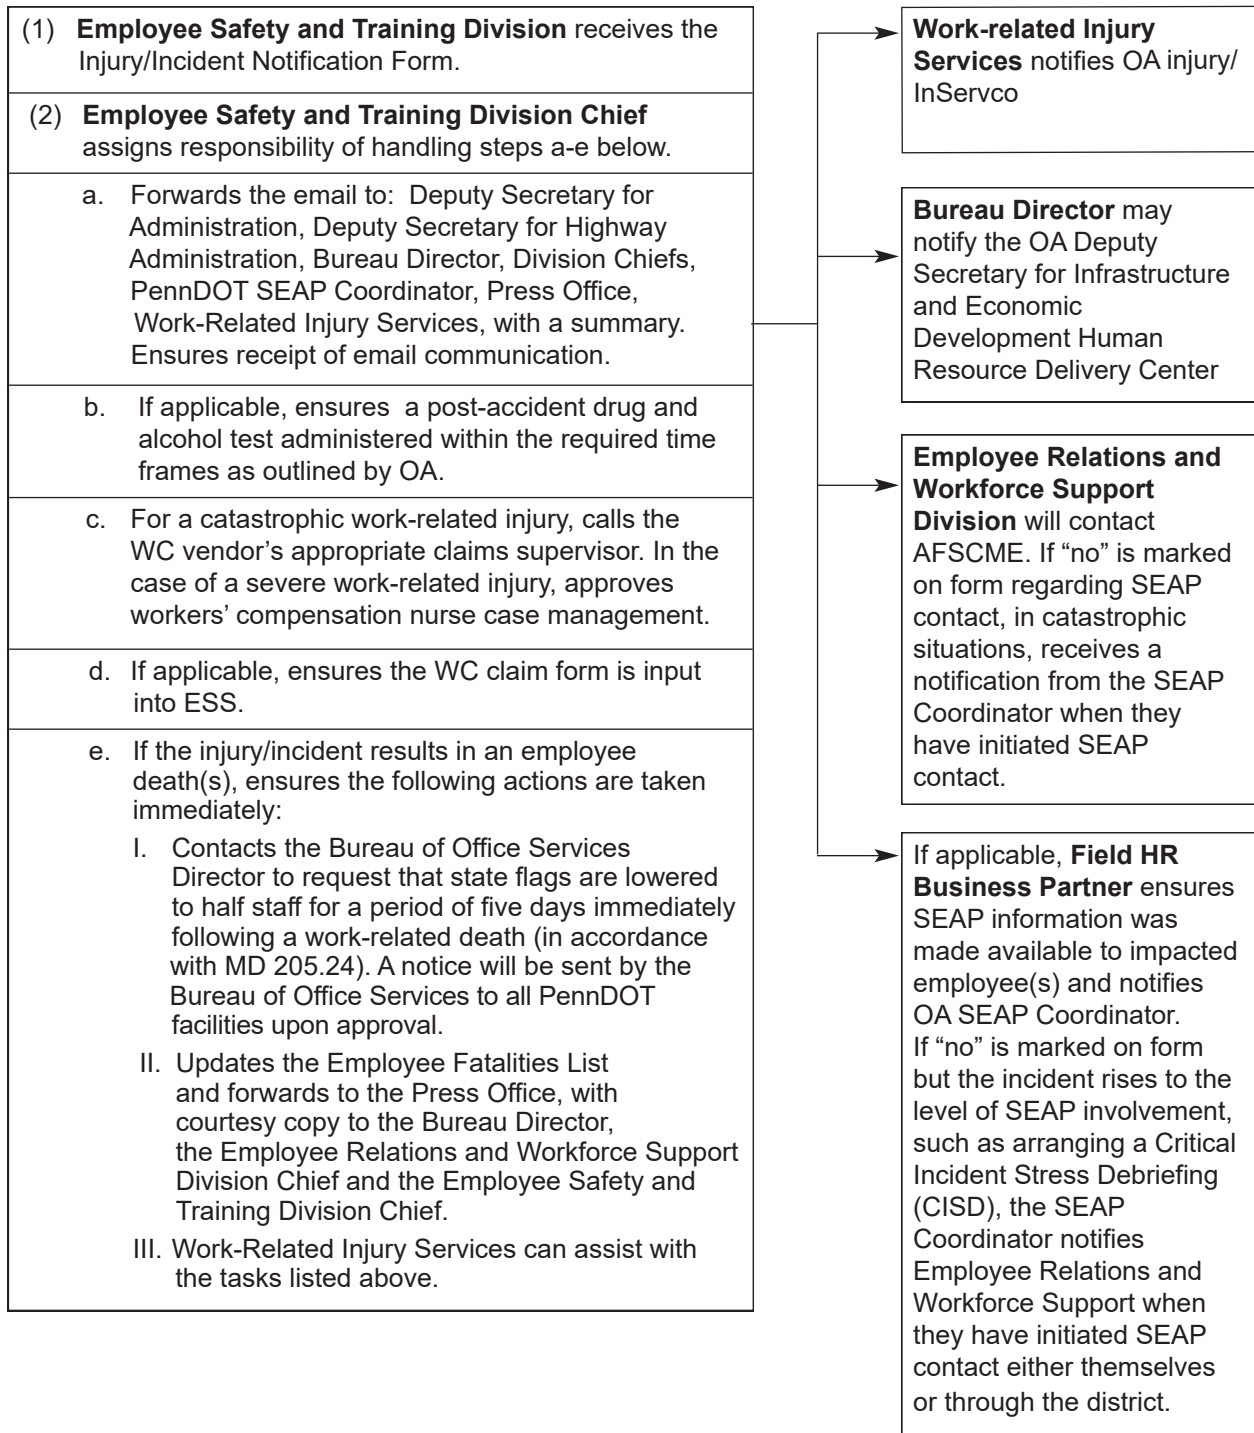 (1) Employee Safety and Training Division receives the
Injury/Incident Notification Form.
(2) Employee Safety and Training Division Chief
assigns responsibility of handling steps a-e below.
a. Forwards the email to: Deputy Secretary for
Administration, Deputy Secretary for Highway
Administration, Bureau Director, Division Chiefs,
PennDOT SEAP Coordinator, Press Office,
Work-Related Injury Services, with a summary.
Ensures receipt of email communication.
b. If applicable, ensures a post-accident drug and
alcohol test administered within the required time
frames as outlined by OA.
c. For a catastrophic work-related injury, calls the
WC vendor’s appropriate claims supervisor. In the
case of a severe work-related injury, approves
workers’ compensation nurse case management.
d. If applicable, ensures the WC claim form is input
into ESS.
e. If the injury/incident results in an employee
death(s), ensures the following actions are taken
immediately:
I. Contacts the Bureau of Office Services
Director to request that state flags are lowered
to half staff for a period of five days immediately
following a work-related death (in accordance
with MD 205.24). A notice will be sent by the
Bureau of Office Services to all PennDOT
facilities upon approval.
II. Updates the Employee Fatalities List
and forwards to the Press Office, with
courtesy copy to the Bureau Director,
the Employee Relations and Workforce Support
Division Chief and the Employee Safety and
Training Division Chief.
III. Work-Related Injury Services can assist with
the tasks listed above.
Work-related Injury
Services notifies OA injury/
InServco
Bureau Director may
notify the OA Deputy
Secretary for Infrastructure
and Economic
Development Human
Resource Delivery Center
Employee Relations and
Workforce Support
Division will contact
AFSCME. If “no” is marked
on form regarding SEAP
contact, in catastrophic
situations, receives a
notification from the SEAP
Coordinator when they
have initiated SEAP
contact.
If applicable, Field HR
Business Partner ensures
SEAP information was
made available to impacted
employee(s) and notifies
OA SEAP Coordinator.
If “no” is marked on form
but the incident rises to the
level of SEAP involvement,
such as arranging a Critical
Incident Stress Debriefing
(CISD), the SEAP
Coordinator notifies
Employee Relations and
Workforce Support when
they have initiated SEAP
contact either themselves
or through the district.